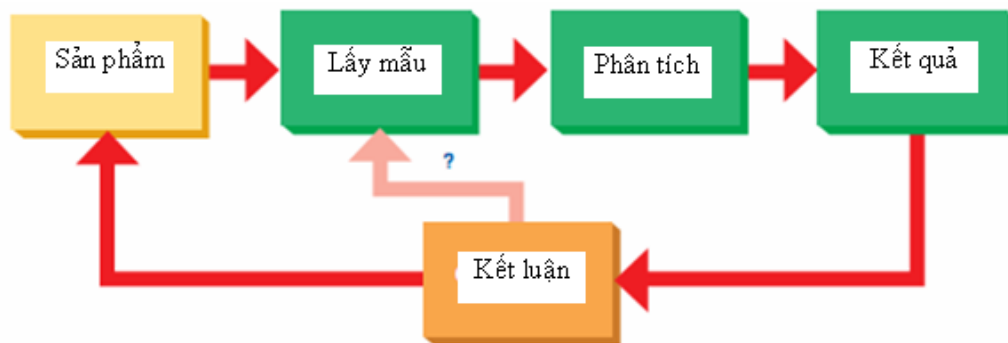 Sản phẩm
Lấy mẫu
Phân tích
Kết quả
?
Kết luận